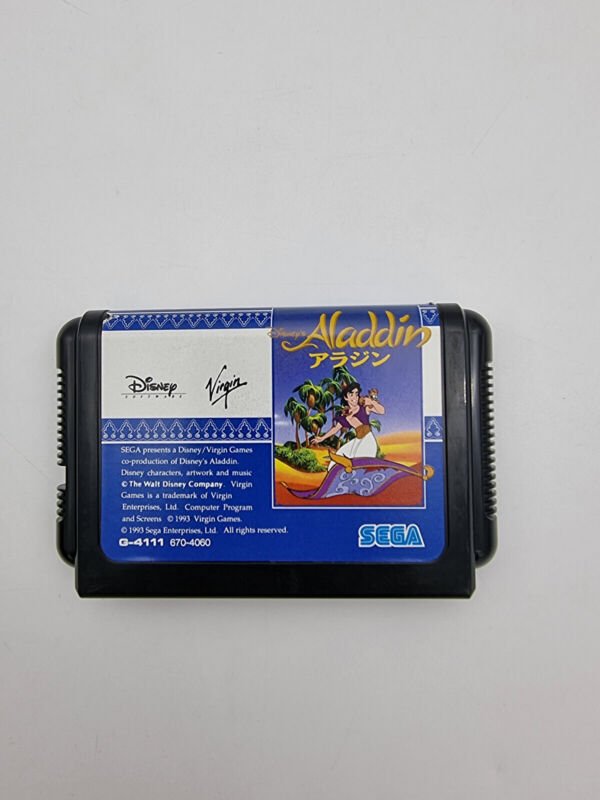 Disney's Aladdin
アラジン
DISNEY
SOFTWARE
Virgin
SEGA presents a Disney/Virgin Games
co-production of Disney's Aladdin.
Disney characters, artwork and music
© The Walt Disney Company. Virgin
Games is a trademark of Virgin
Enterprises, Ltd. Computer Program
and Screens © 1993 Virgin Games.
© 1993 Sega Enterprises, Ltd. All rights reserved.
G-4111 670-4060
SEGA